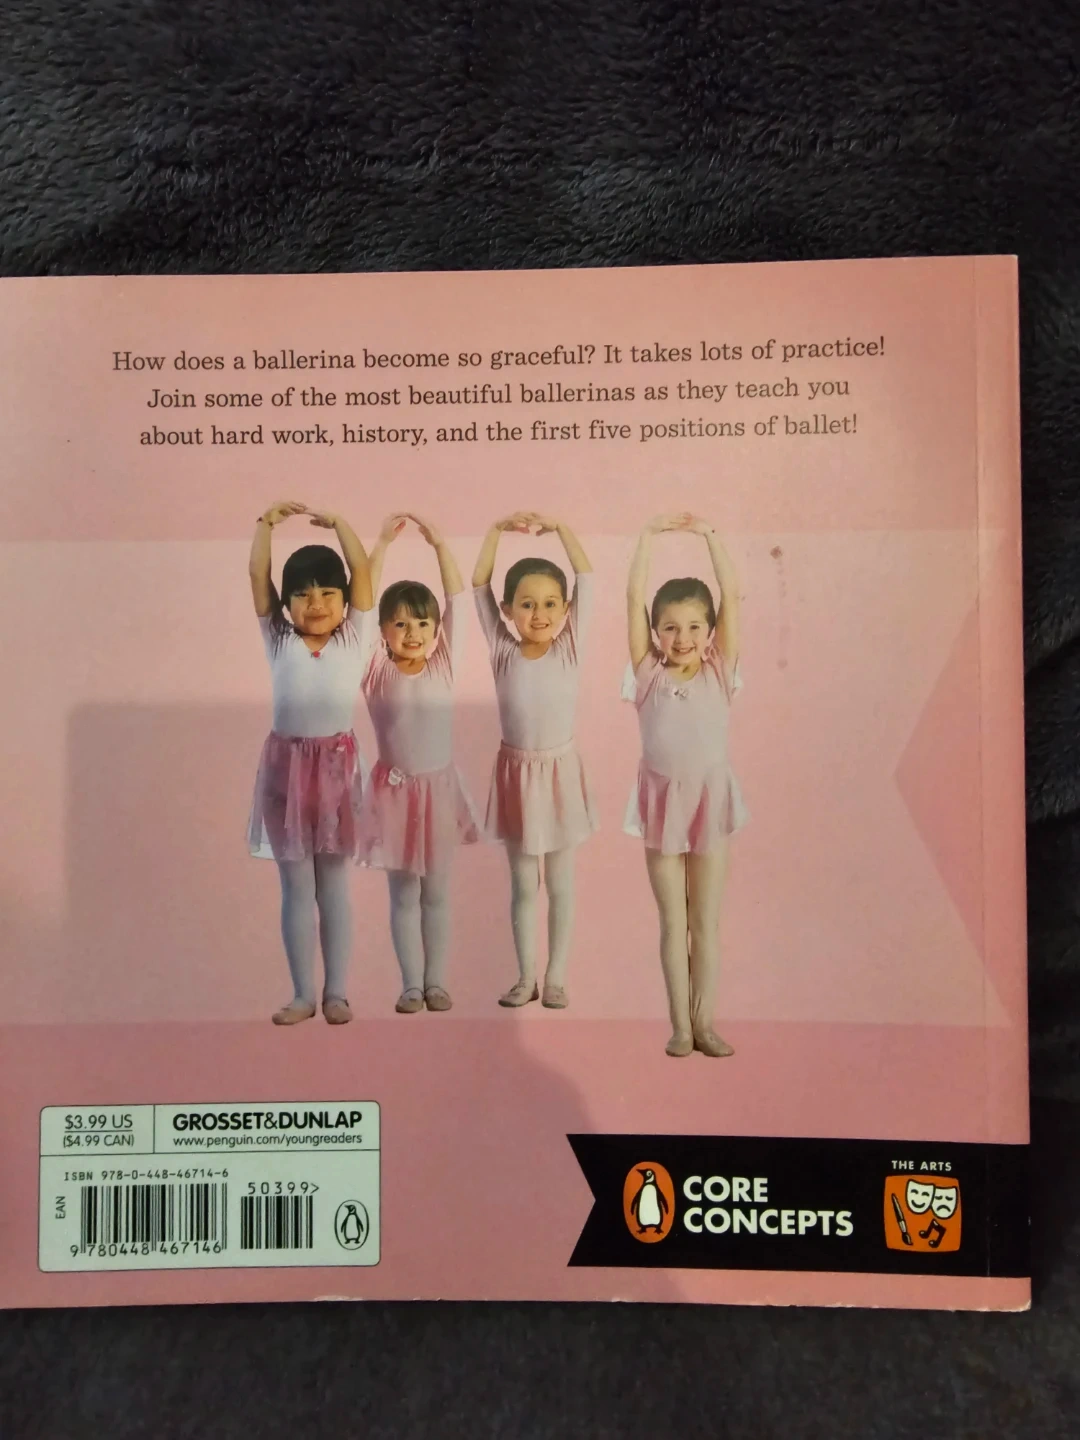 How does a ballerina become so graceful? It takes lots of practice!
Join some of the most beautiful ballerinas as they teach you
about hard work, history, and the first five positions of ballet!
$3.99 US
($4.99 CAN)
GROSSET&DUNLAP
www.penguin.com/youngreaders
ISBN 978-0-448-46714-6
50399>
EAN
9 780448 467146
CORE
CONCEPTS
THE ARTS